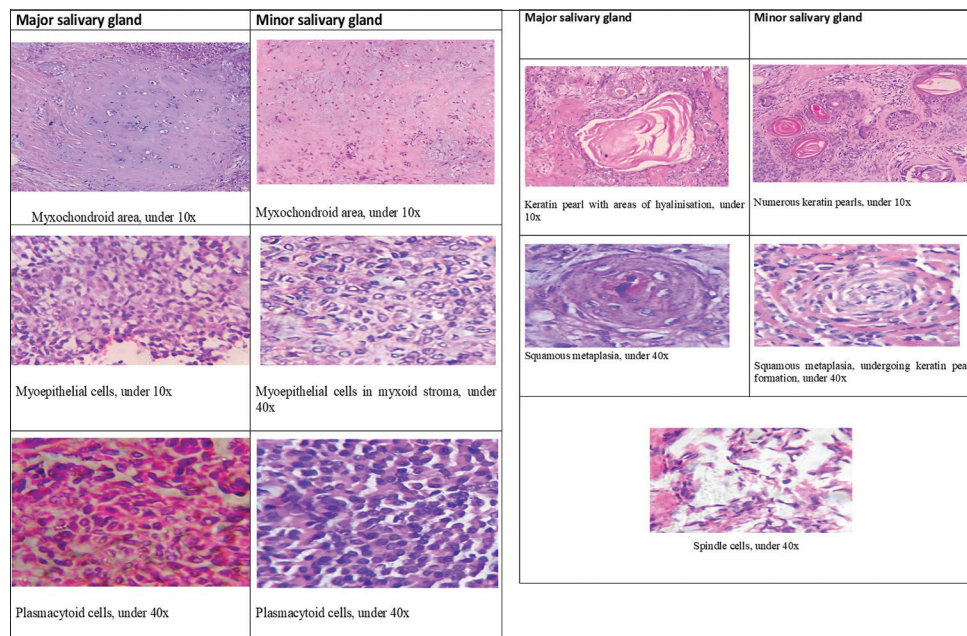 Major salivary gland
Minor salivary gland
Myxochondroid area, under 10x
Myxochondroid area, under 10x
Myoepithelial cells, under 10x
Myoepithelial cells in myxoid stroma, under
40x
Plasmacytoid cells, under 40x
Plasmacytoid cells, under 40x
Major salivary gland
Minor salivary gland
Keratin pearl with areas of hyalinisation, under
10x
Numerous keratin pearls, under 10x
Squamous metaplasia, under 40x
Squamous metaplasia, undergoing keratin pea
formation, under 40x
Spindle cells, under 40x